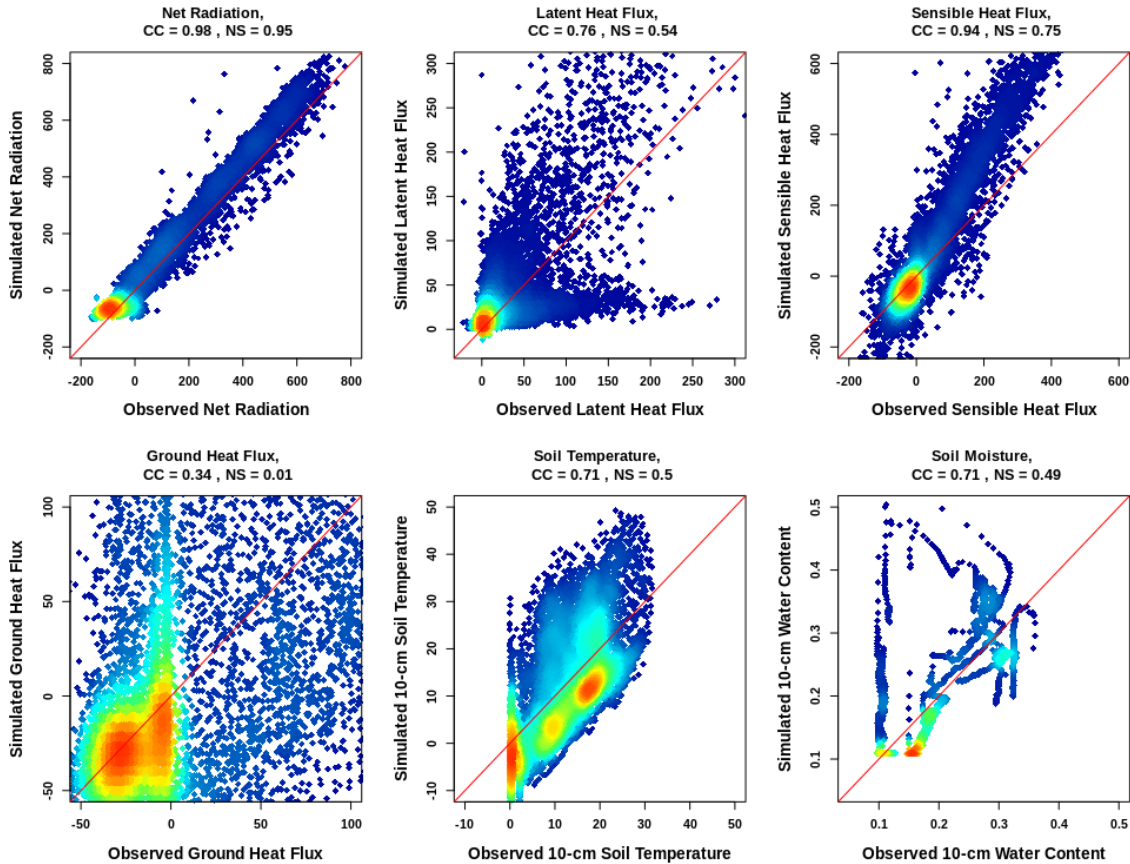 Net Radiation,
CC = 0.98 , NS = 0.95
Simulated Net Radiation
800
600
400
200
0
-200
-200 0 200 400 600 800
Observed Net Radiation
Latent Heat Flux,
CC = 0.76 , NS = 0.54
Simulated Latent Heat Flux
300
250
200
150
100
50
0
0 50 100 150 200 250 300
Observed Latent Heat Flux
Sensible Heat Flux,
CC = 0.94 , NS = 0.75
Simulated Sensible Heat Flux
600
400
200
0
-200
-200 0 200 400 600
Observed Sensible Heat Flux
Ground Heat Flux,
CC = 0.34 , NS = 0.01
Simulated Ground Heat Flux
100
50
0
-50
-50 0 50 100
Observed Ground Heat Flux
Soil Temperature,
CC = 0.71 , NS = 0.5
Simulated 10-cm Soil Temperature
50
40
30
20
10
0
-10
-10 0 10 20 30 40 50
Observed 10-cm Soil Temperature
Soil Moisture,
CC = 0.71 , NS = 0.49
Simulated 10-cm Water Content
0.5
0.4
0.3
0.2
0.1
0.1 0.2 0.3 0.4 0.5
Observed 10-cm Water Content